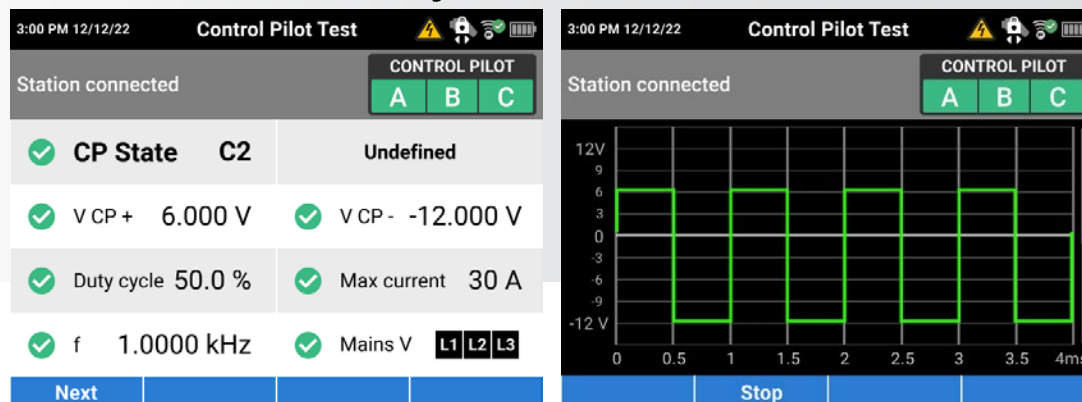 3:00 PM 12/12/22 Control Pilot Test
Station connected
CONTROL PILOT
A B C
CP State C2 Undefined
V CP + 6.000 V V CP - -12.000 V
Duty cycle 50.0 % Max current 30 A
f 1.0000 kHz Mains V L1 L2 L3
Next
3:00 PM 12/12/22 Control Pilot Test
Station connected
CONTROL PILOT
A B C
12V
9
6
3
0
-3
-6
-9
-12 V
0 0.5 1 1.5 2 2.5 3 3.5 4ms
Stop